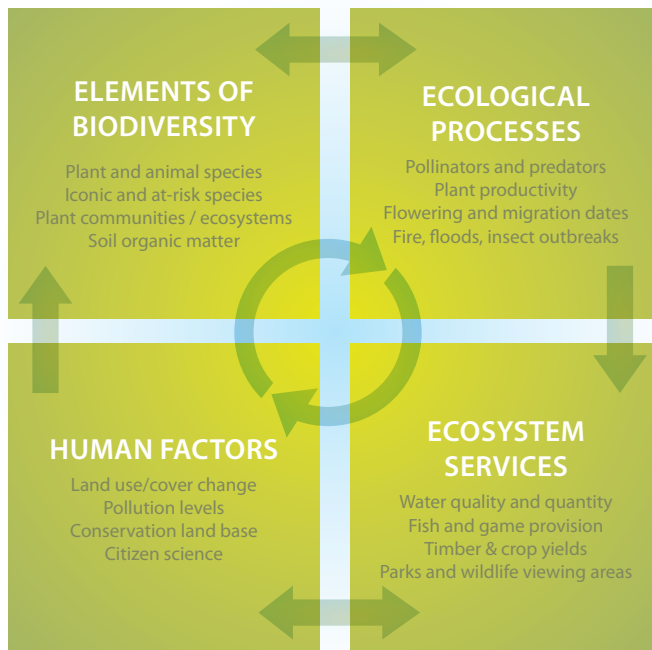 ELEMENTS OF
BIODIVERSITY
Plant and animal species
Iconic and at-risk species
Plant communities / ecosystems
Soil organic matter
ECOLOGICAL
PROCESSES
Pollinators and predators
Plant productivity
Flowering and migration dates
Fire, floods, insect outbreaks
HUMAN FACTORS
Land use/cover change
Pollution levels
Conservation land base
Citizen science
ECOSYSTEM
SERVICES
Water quality and quantity
Fish and game provision
Timber & crop yields
Parks and wildlife viewing areas